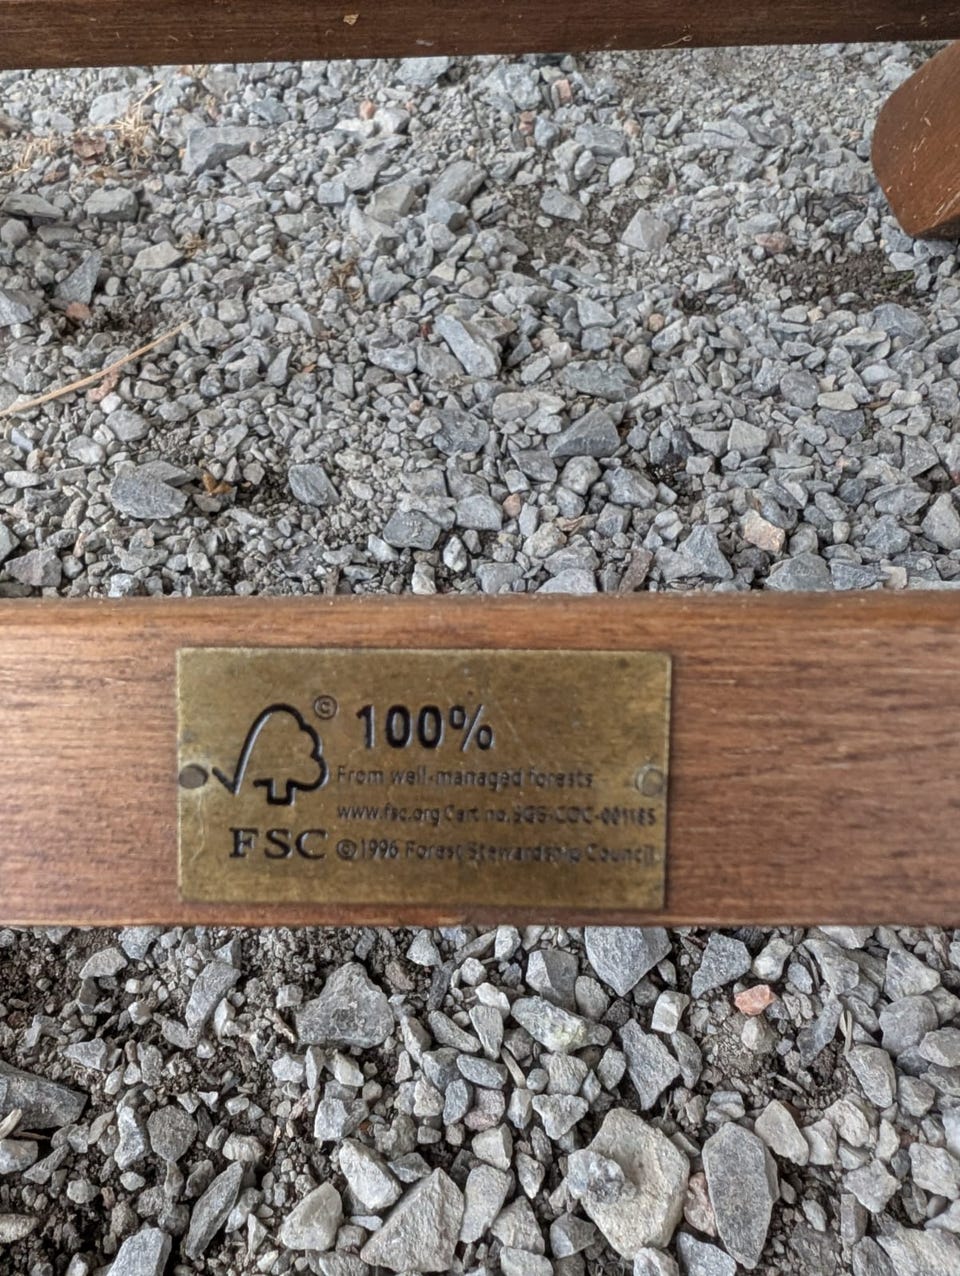 © 100%
From well-managed forests
www.fsc.org Cert no. SGS-COC-001185
FSC ©1996 Forest Stewardship Council